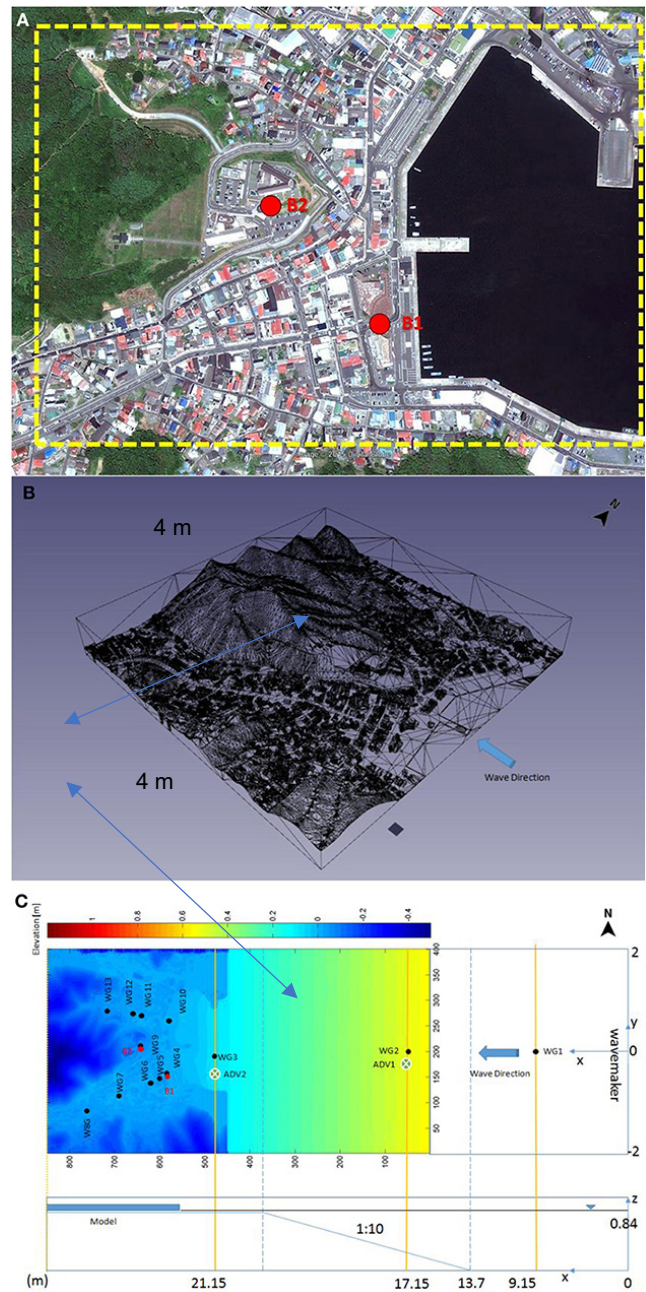 A
B2
B1
B
4 m
N
4 m
Wave Direction
C
Elevation [m]
1
0.8
0.6
0.4
0.2
0
-0.2
-0.4
N
400
350
300
250
200
150
100
50
WG13
WG12
WG11
WG10
WG9
WG6
WG5
WG4
B1
WG7
WG3
ADV2
WG2
ADV1
WG1
Wave Direction
x
y
2
0
-2
wavemaker
800
700
600
500
400
300
200
100
Model
1:10
z
0.84
x
(m)
21.15
17.15
13.7
9.15
0